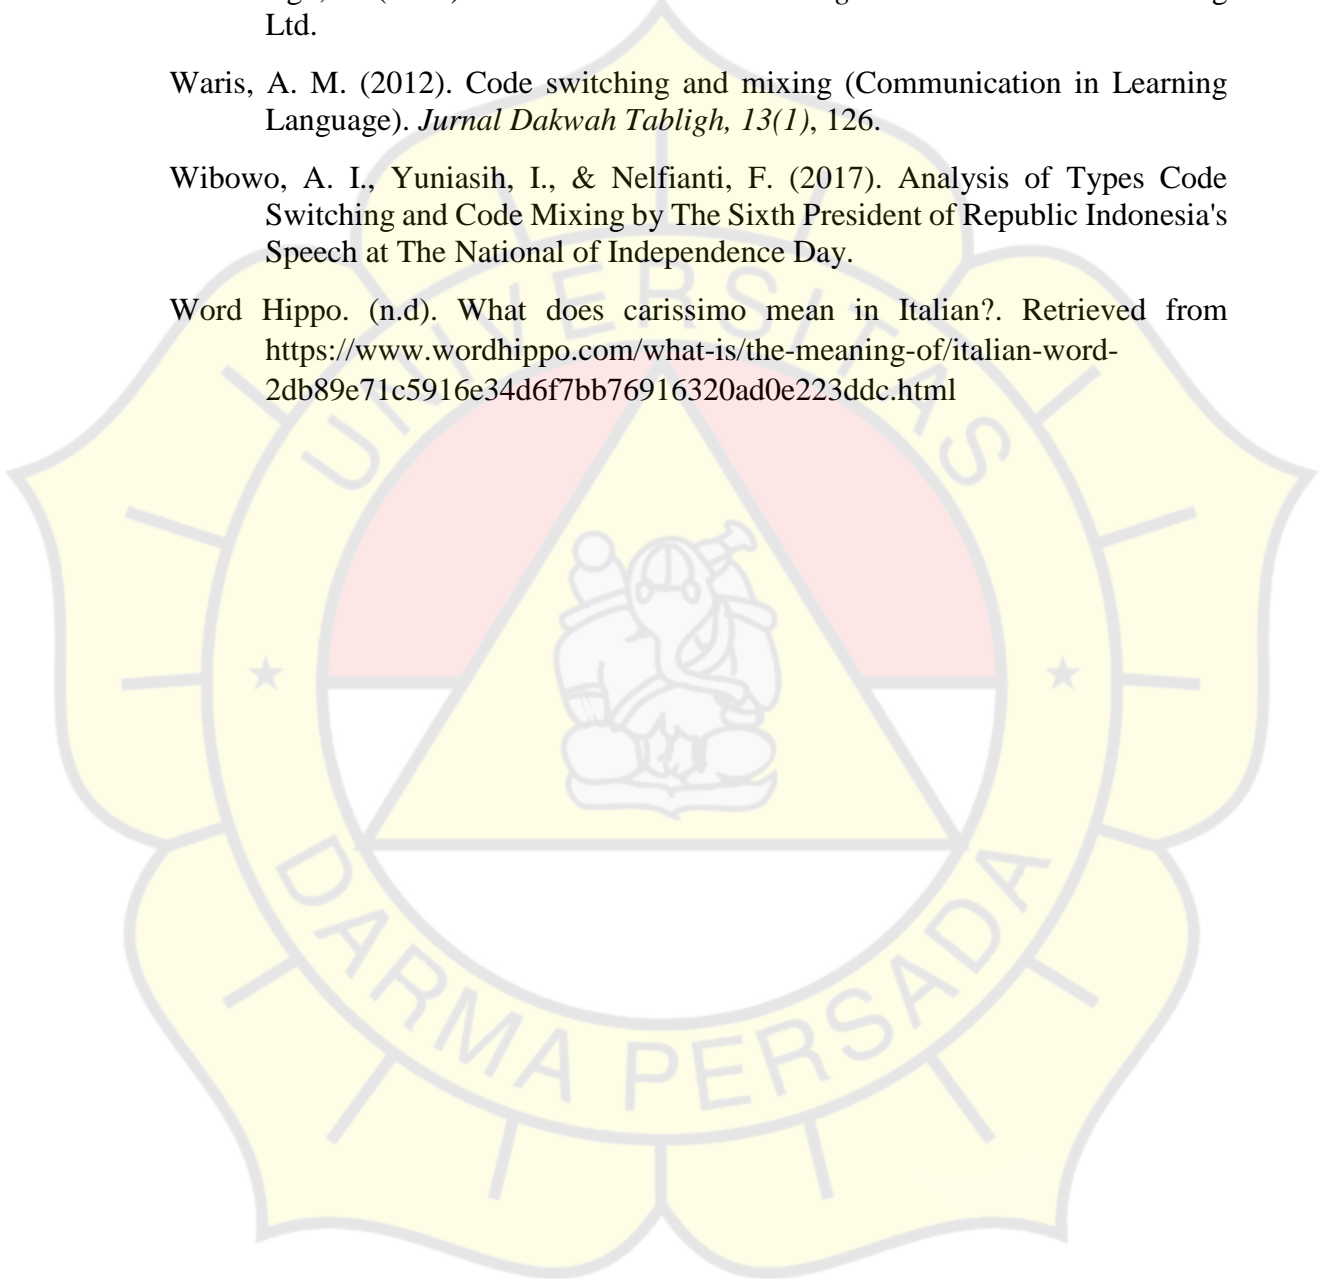 Ltd.
Waris, A. M. (2012). Code switching and mixing (Communication in Learning
Language). Jurnal Dakwah Tabligh, 13(1), 126.
Wibowo, A. I., Yuniasih, I., & Nelfianti, F. (2017). Analysis of Types Code
Switching and Code Mixing by The Sixth President of Republic Indonesia's
Speech at The National of Independence Day.
Word Hippo. (n.d). What does carissimo mean in Italian?. Retrieved from
https://www.wordhippo.com/what-is/the-meaning-of/italian-word-
2db89e71c5916e34d6f7bb76916320ad0e223ddc.html
UNIVERSITAS
DARMA PERSADA